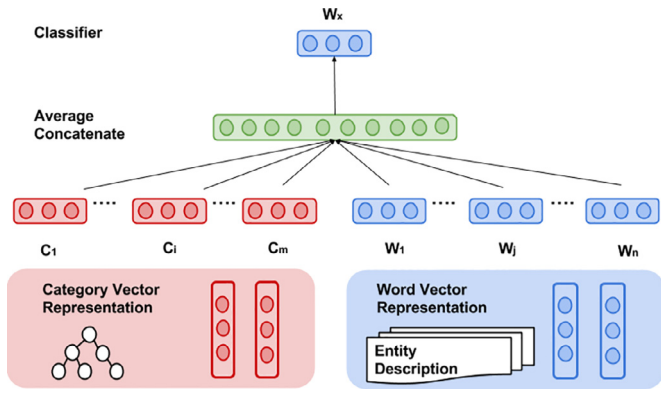 Classifier
Wx
Average
Concatenate
C1 Ci Cm W1 Wj Wn
Category Vector
Representation
Word Vector
Representation
Entity
Description